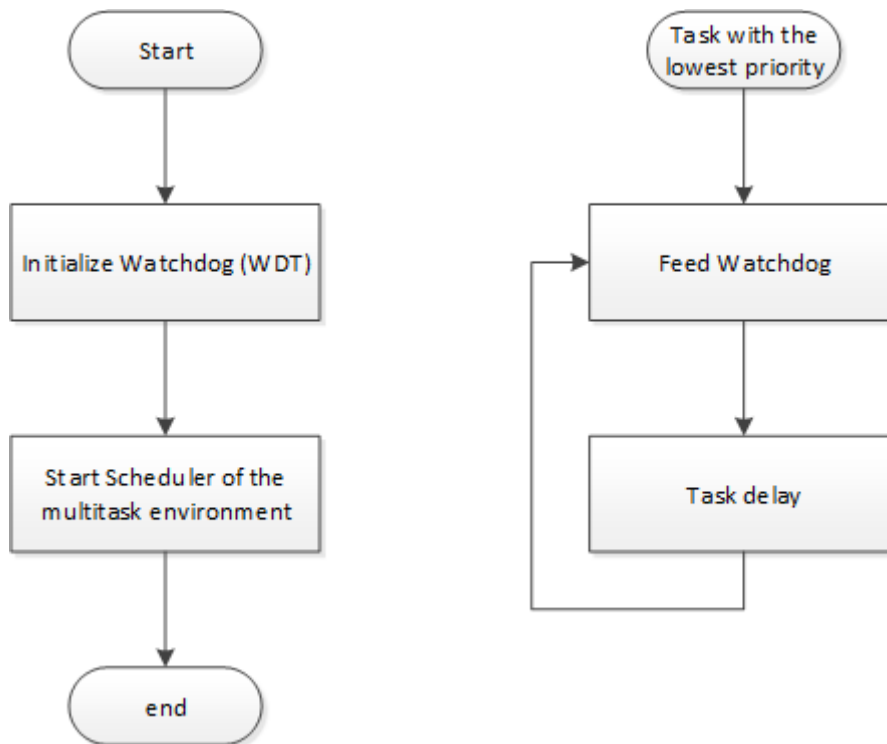 Start
Initialize Watchdog (WDT)
Start Scheduler of the
multitask environment
end
Task with the
lowest priority
Feed Watchdog
Task delay